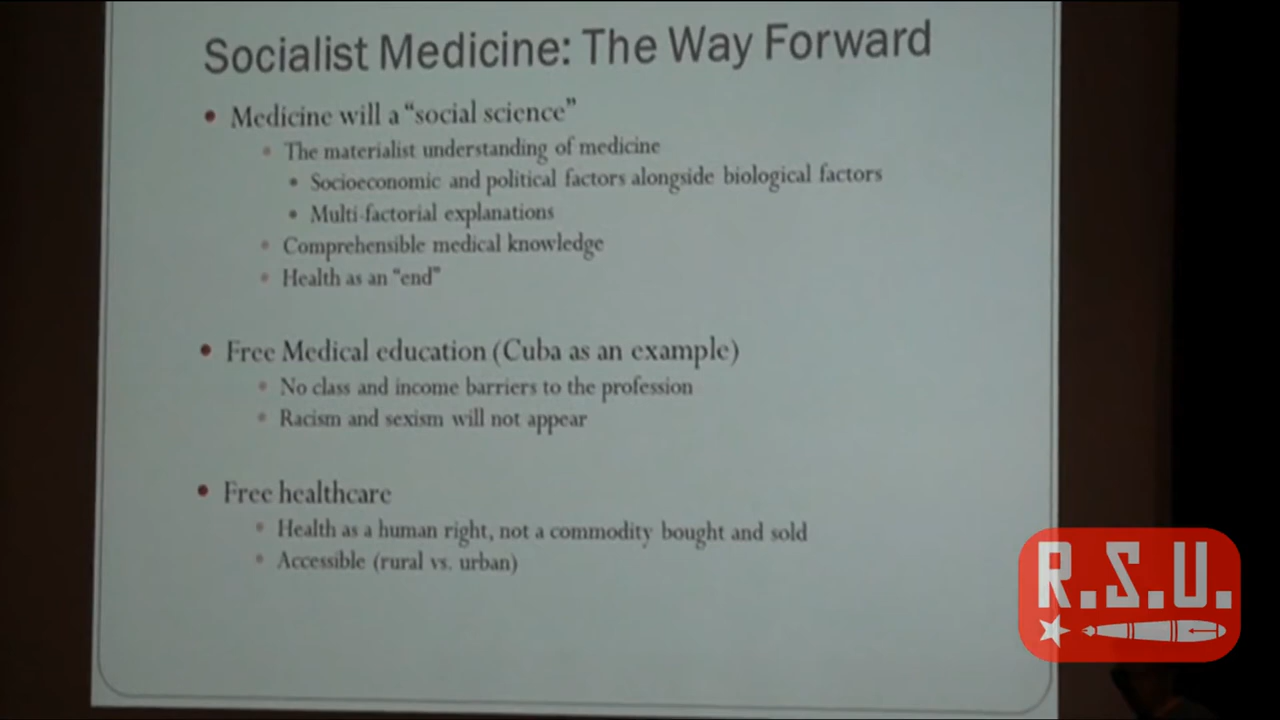 Socialist Medicine: The Way Forward
• Medicine will a “social science”
• The materialist understanding of medicine
• Socioeconomic and political factors alongside biological factors
• Multi-factorial explanations
• Comprehensible medical knowledge
• Health as an “end”
• Free Medical education (Cuba as an example)
• No class and income barriers to the profession
• Racism and sexism will not appear
• Free healthcare
• Health as a human right, not a commodity bought and sold
• Accessible (rural vs. urban)
R.S.U.